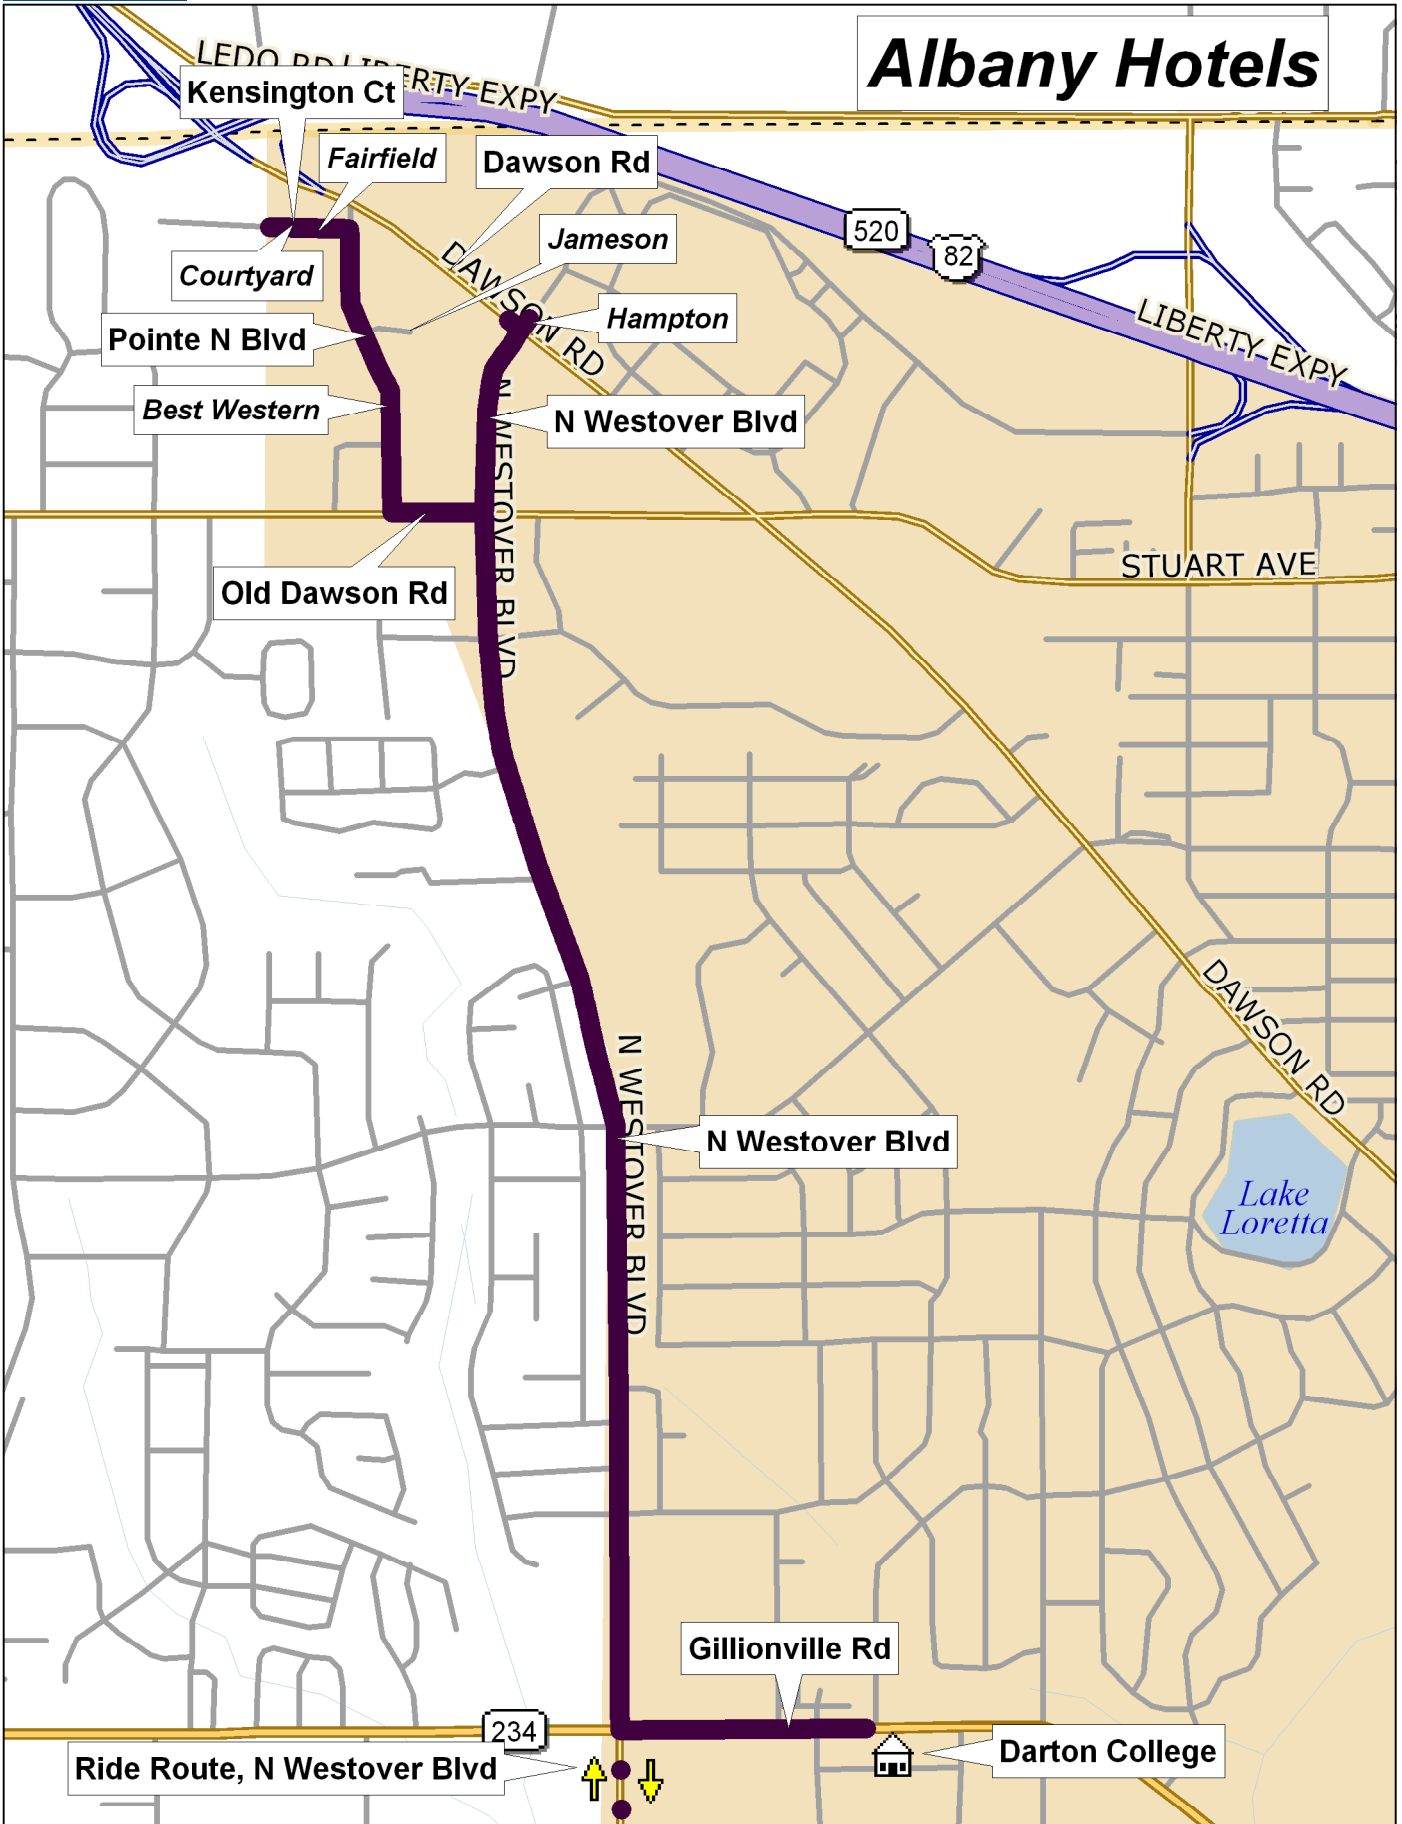 Albany Hotels
LEDO RD LIBERTY EXPY
Kensington Ct
Fairfield
Dawson Rd
Jameson
520
82
Courtyard
DAWSON RD
Hampton
LIBERTY EXPY
Pointe N Blvd
Best Western
N Westover Blvd
N WESTOVER BLVD
STUART AVE
Old Dawson Rd
DAWSON RD
N WESTOVER BLVD
N Westover Blvd
Lake
Loretta
Gillionville Rd
234
Ride Route, N Westover Blvd
Darton College